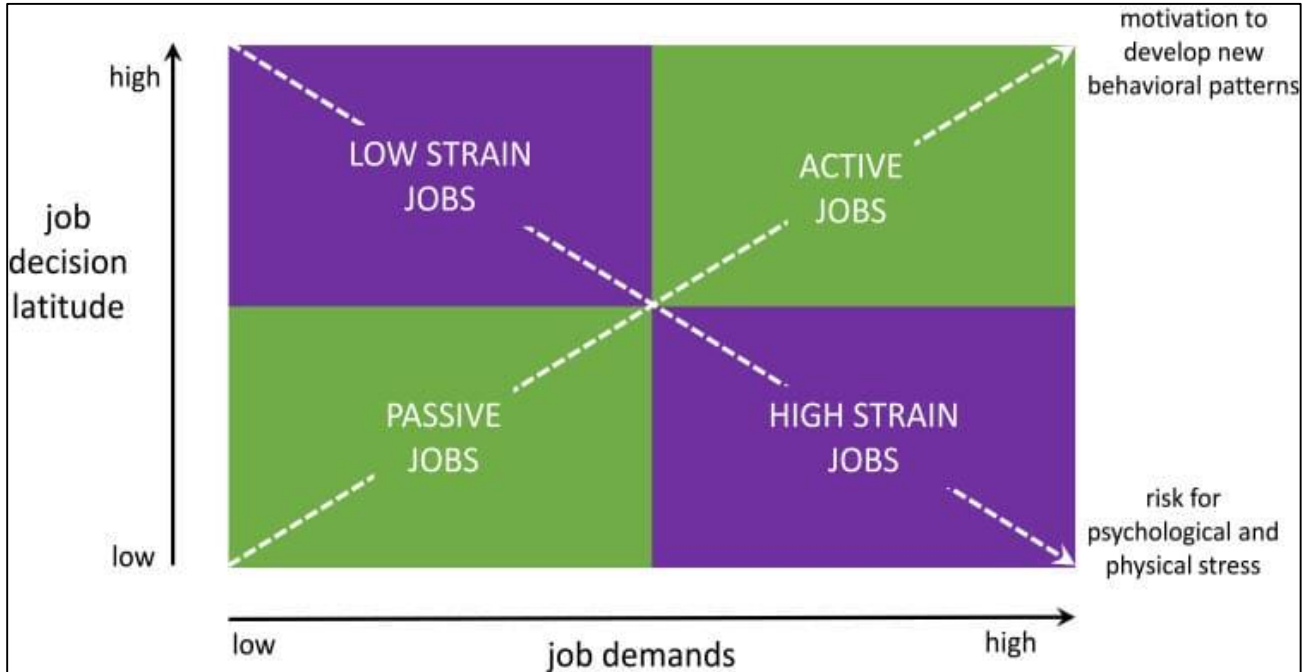 motivation to
develop new
behavioral patterns
high
LOW STRAIN
JOBS
ACTIVE
JOBS
job
decision
latitude
PASSIVE
JOBS
HIGH STRAIN
JOBS
risk for
psychological and
physical stress
low
low
job demands
high